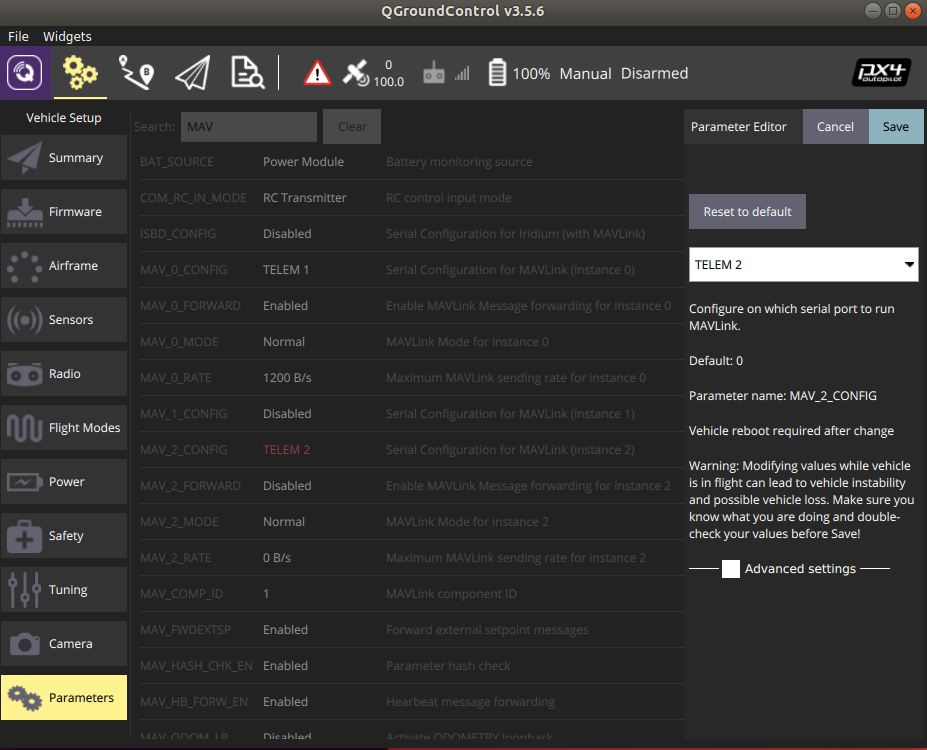 QGroundControl v3.5.6
File Widgets
0
100.0
100% Manual Disarmed
px4
autopilot
Vehicle Setup
Summary
Firmware
Airframe
Sensors
Radio
Flight Modes
Power
Safety
Tuning
Camera
Parameters
Search: MAV Clear
BAT_SOURCE Power Module Battery monitoring source
COM_RC_IN_MODE RC Transmitter RC control input mode
ISBD_CONFIG Disabled Serial Configuration for Iridium (with MAVLink)
MAV_0_CONFIG TELEM 1 Serial Configuration for MAVLink (instance 0)
MAV_0_FORWARD Enabled Enable MAVLink Message forwarding for instance 0
MAV_0_MODE Normal MAVLink Mode for instance 0
MAV_0_RATE 1200 B/s Maximum MAVLink sending rate for instance 0
MAV_1_CONFIG Disabled Serial Configuration for MAVLink (instance 1)
MAV_2_CONFIG TELEM 2 Serial Configuration for MAVLink (instance 2)
MAV_2_FORWARD Disabled Enable MAVLink Message forwarding for instance 2
MAV_2_MODE Normal MAVLink Mode for instance 2
MAV_2_RATE 0 B/s Maximum MAVLink sending rate for instance 2
MAV_COMP_ID 1 MAVLink component ID
MAV_FWDEXTSP Enabled Forward external setpoint messages
MAV_HASH_CHK_EN Enabled Parameter hash check
MAV_HB_FORW_EN Enabled Hearbeat message forwarding
MAV_ODOM_LP Disabled Activate ODOMETRY loopback
Parameter Editor Cancel Save
Reset to default
TELEM 2
Configure on which serial port to run
MAVLink.
Default: 0
Parameter name: MAV_2_CONFIG
Vehicle reboot required after change
Warning: Modifying values while vehicle
is in flight can lead to vehicle instability
and possible vehicle loss. Make sure you
know what you are doing and double-
check your values before Save!
Advanced settings